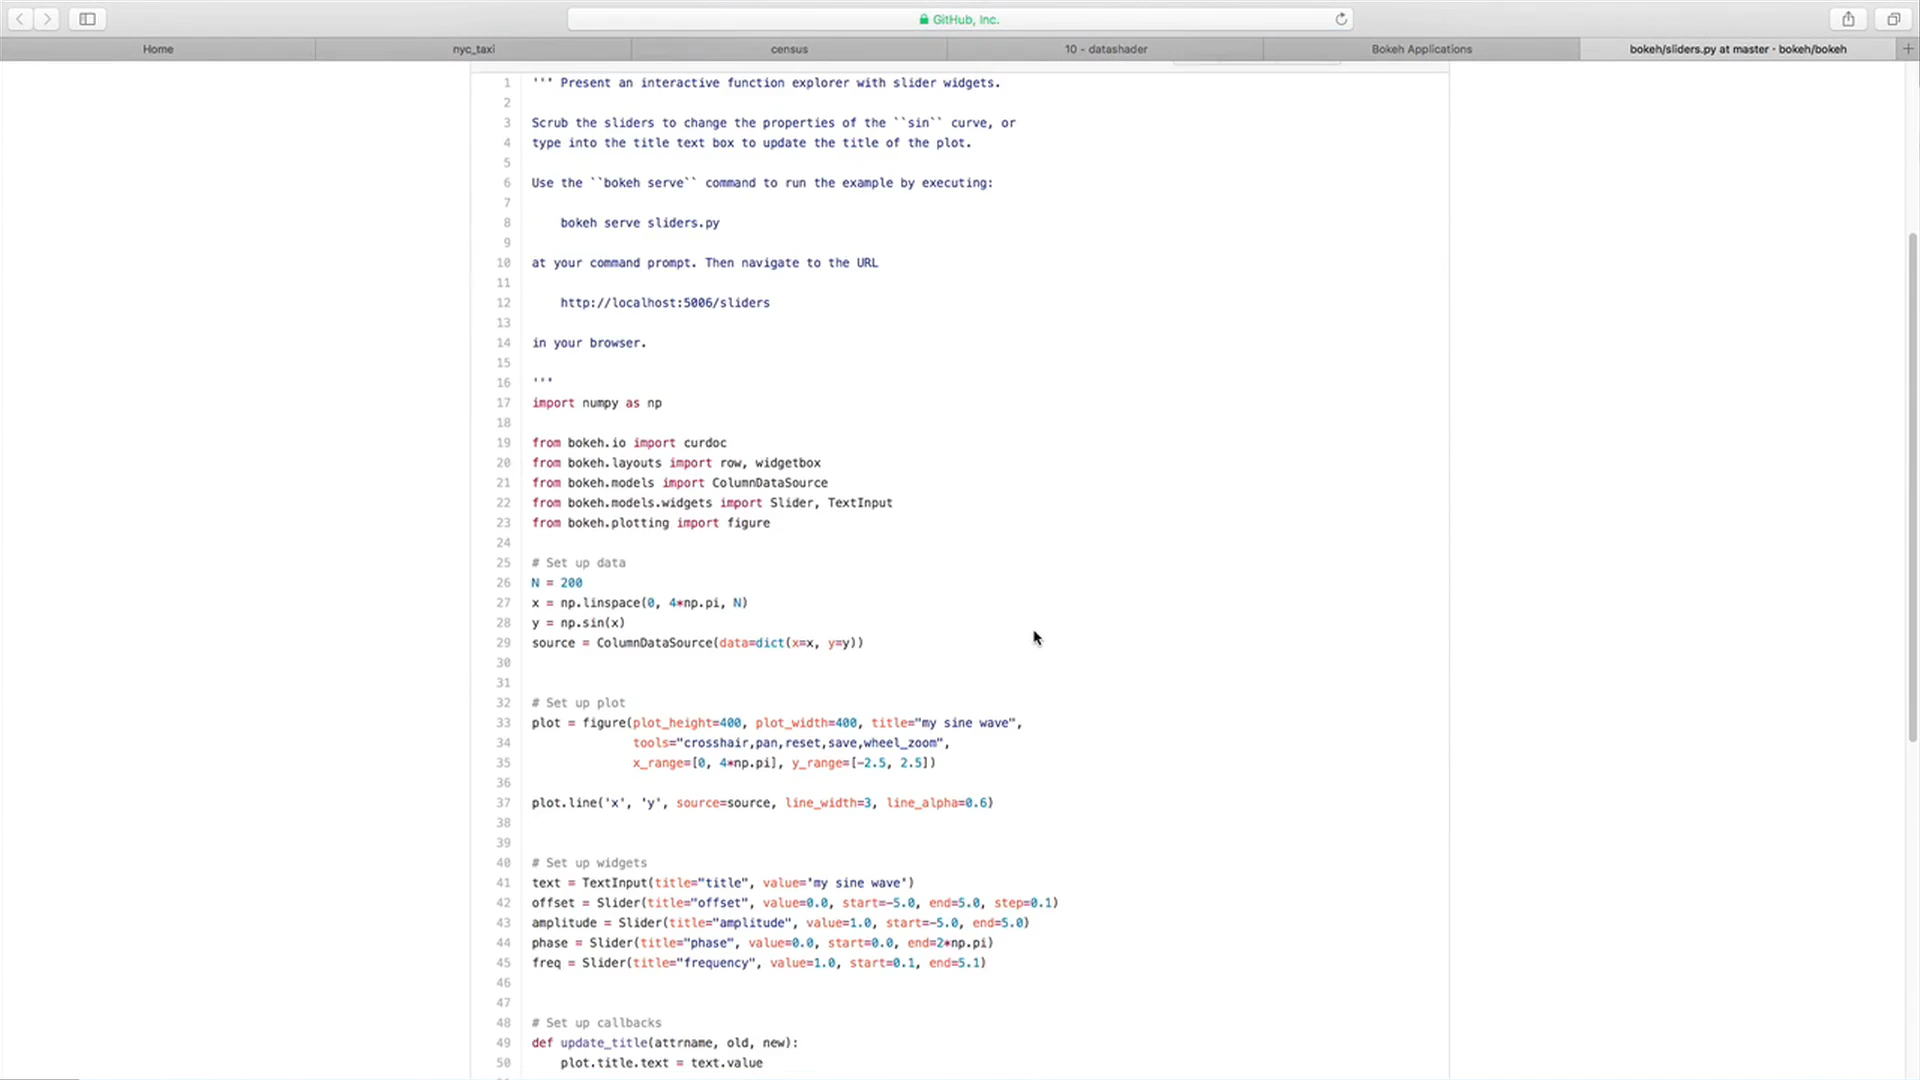 GitHub, Inc.
Home
nyc_taxi
census
10 - datashader
Bokeh Applications
bokeh/sliders.py at master · bokeh/bokeh
1 ''' Present an interactive function explorer with slider widgets.
2
3 Scrub the sliders to change the properties of the ``sin`` curve, or
4 type into the title text box to update the title of the plot.
5
6 Use the ``bokeh serve`` command to run the example by executing:
7
8 bokeh serve sliders.py
9
10 at your command prompt. Then navigate to the URL
11
12 http://localhost:5006/sliders
13
14 in your browser.
15
16 '''
17 import numpy as np
18
19 from bokeh.io import curdoc
20 from bokeh.layouts import row, widgetbox
21 from bokeh.models import ColumnDataSource
22 from bokeh.models.widgets import Slider, TextInput
23 from bokeh.plotting import figure
24
25 # Set up data
26 N = 200
27 x = np.linspace(0, 4*np.pi, N)
28 y = np.sin(x)
29 source = ColumnDataSource(data=dict(x=x, y=y))
30
31
32 # Set up plot
33 plot = figure(plot_height=400, plot_width=400, title="my sine wave",
34 tools="crosshair,pan,reset,save,wheel_zoom",
35 x_range=[0, 4*np.pi], y_range=[-2.5, 2.5])
36
37 plot.line('x', 'y', source=source, line_width=3, line_alpha=0.6)
38
39
40 # Set up widgets
41 text = TextInput(title="title", value='my sine wave')
42 offset = Slider(title="offset", value=0.0, start=-5.0, end=5.0, step=0.1)
43 amplitude = Slider(title="amplitude", value=1.0, start=-5.0, end=5.0)
44 phase = Slider(title="phase", value=0.0, start=0.0, end=2*np.pi)
45 freq = Slider(title="frequency", value=1.0, start=0.1, end=5.1)
46
47
48 # Set up callbacks
49 def update_title(attrname, old, new):
50 plot.title.text = text.value